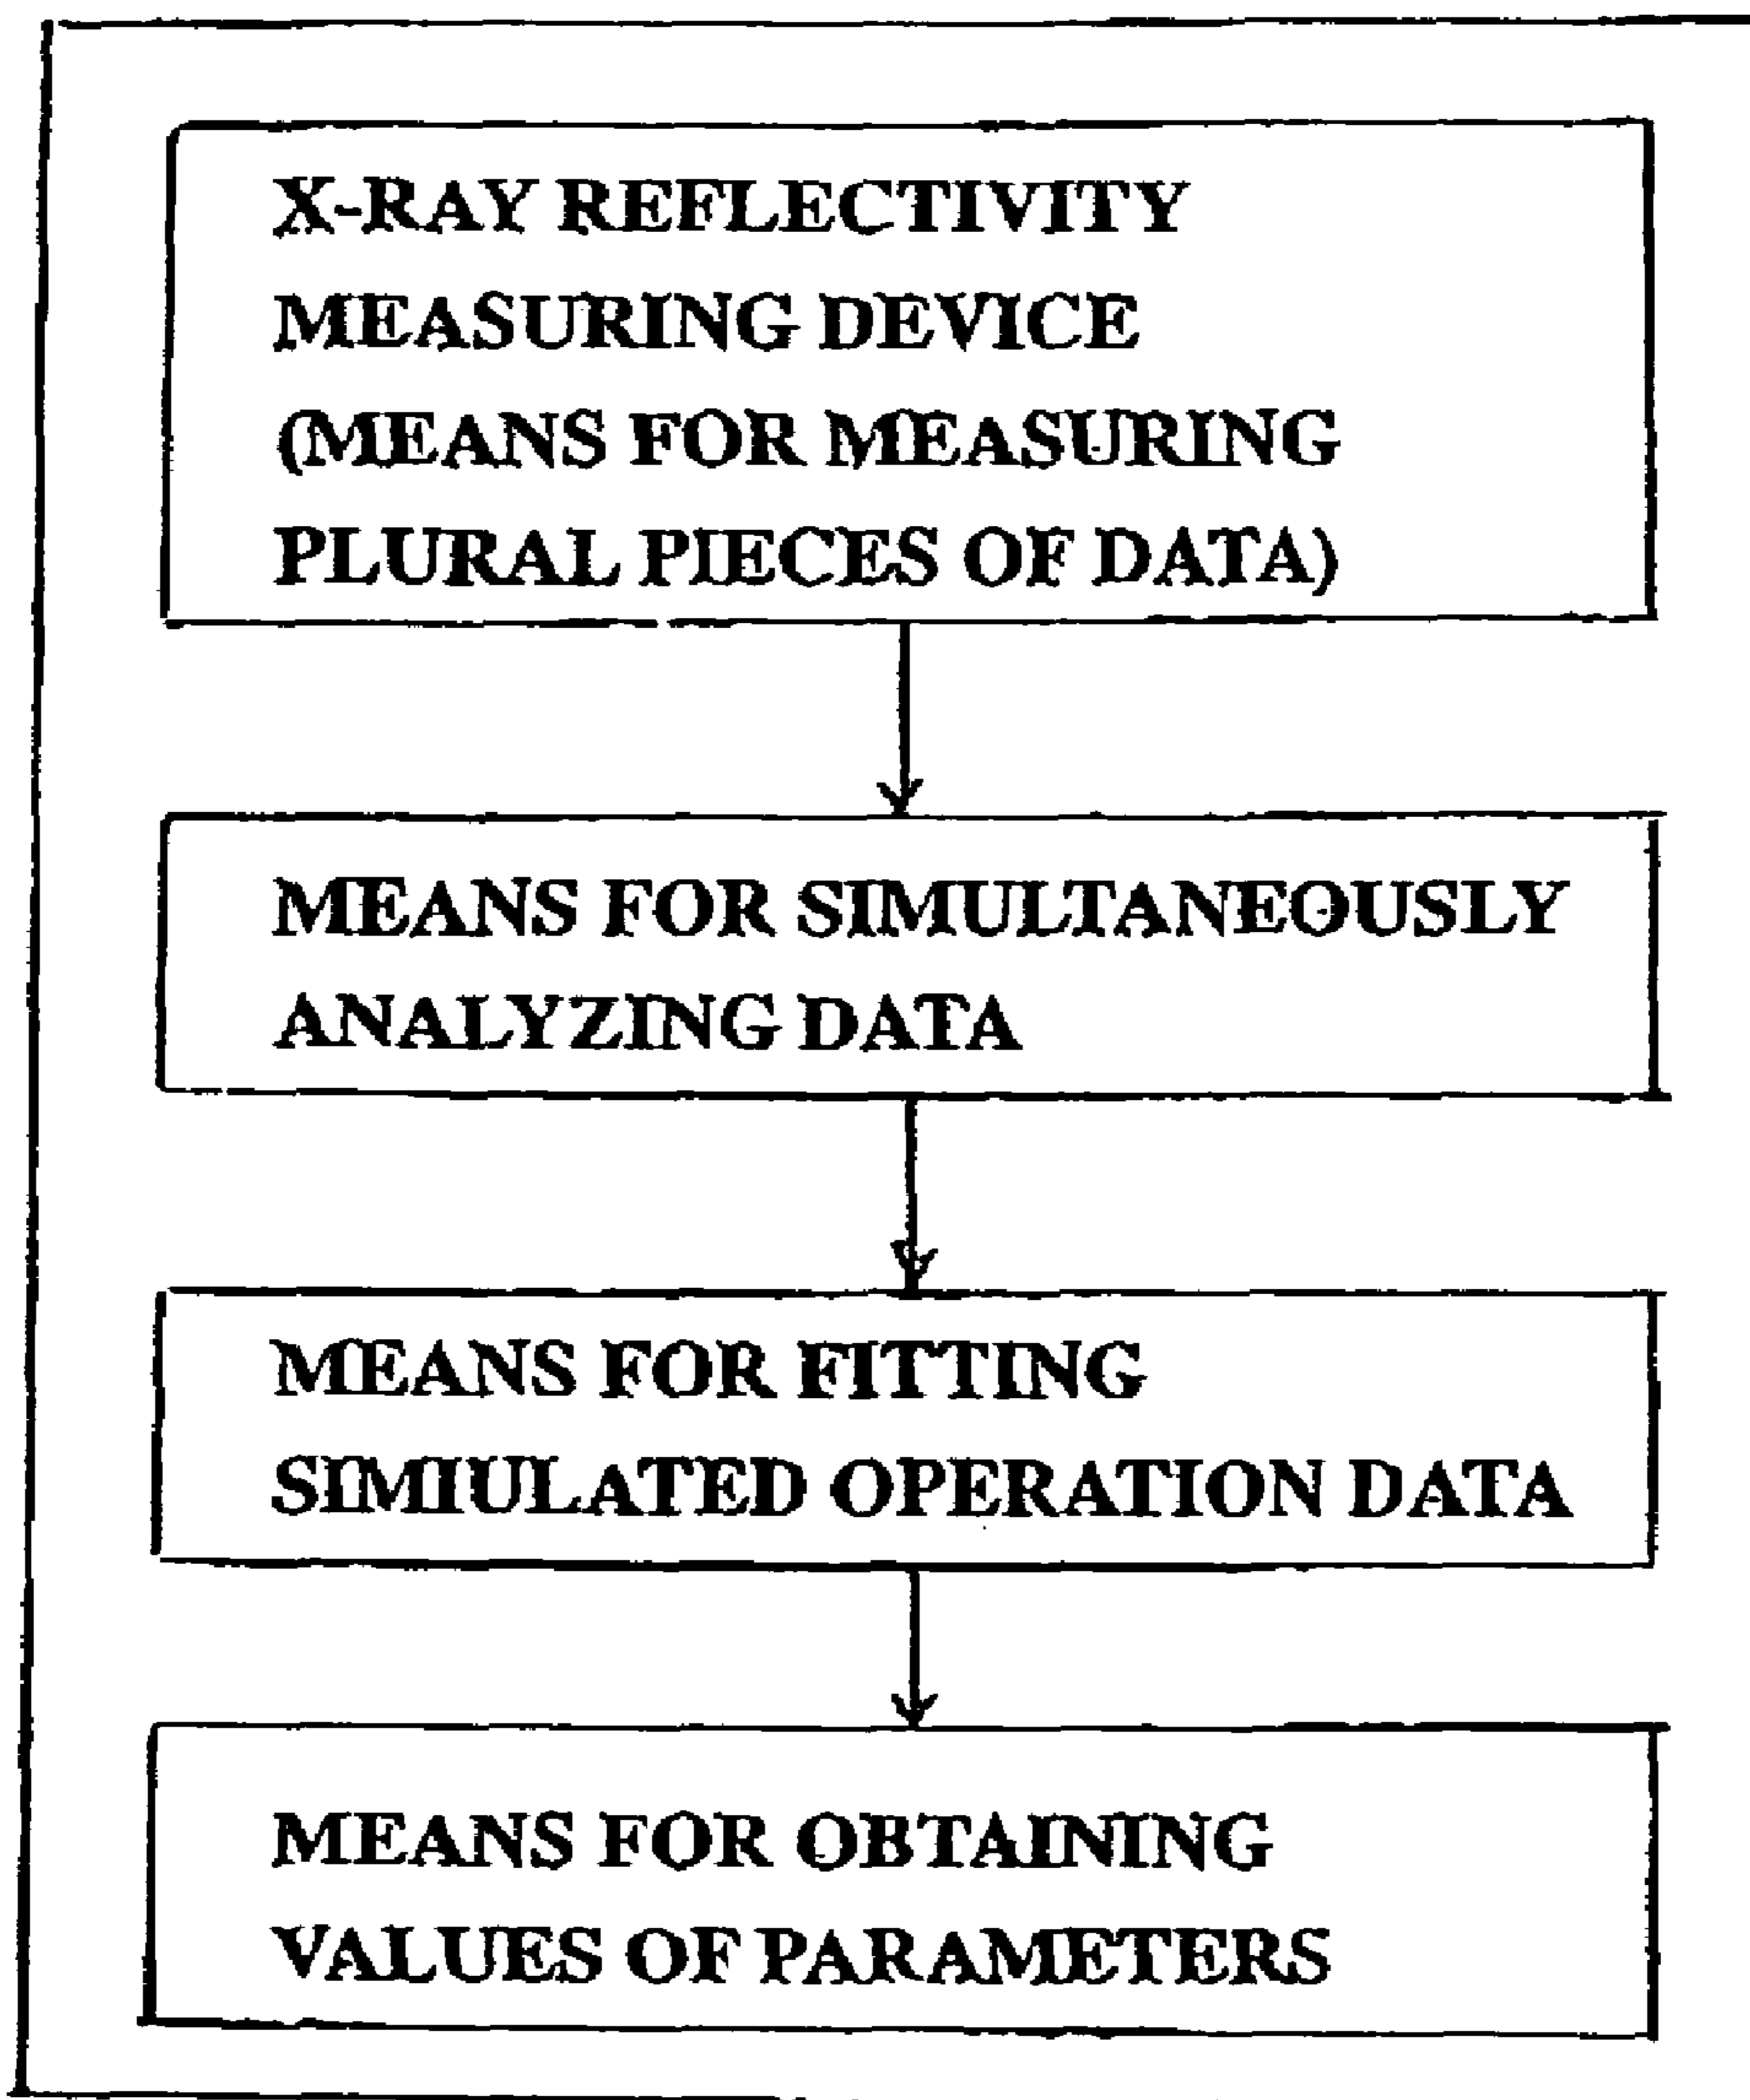 X-RAY REFLECTIVITY
MEASURING DEVICE
(MEANS FOR MEASURING
PLURAL PIECES OF DATA)
MEANS FOR SIMULTANEOUSLY
ANALYZING DATA
MEANS FOR FITTING
SIMIULATED OPERATION DATA
MEANS FOR OBTAINING
VALUES OF PARAMETERS